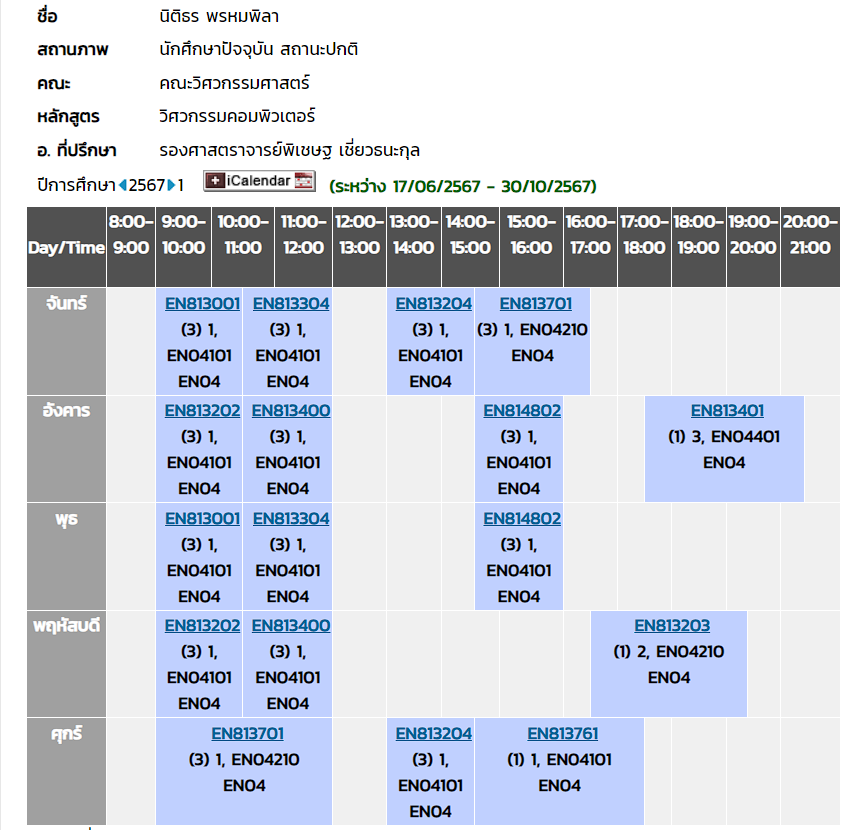 ชื่อ นิติธร พรหมพิลา
สถานภาพ นักศึกษาปัจจุบัน สถานะปกติ
คณะ คณะวิศวกรรมศาสตร์
หลักสูตร วิศวกรรมคอมพิวเตอร์
อ. ที่ปรึกษา รองศาสตราจารย์พิเชษฐ เชี่ยวธนะกุล
ปีการศึกษา 2567 1 iCalendar (ระหว่าง 17/06/2567 - 30/10/2567)
Day/Time 8:00- 9:00- 10:00- 11:00- 12:00- 13:00- 14:00- 15:00- 16:00- 17:00- 18:00- 19:00- 20:00-
9:00 10:00 11:00 12:00 13:00 14:00 15:00 16:00 17:00 18:00 19:00 20:00 21:00
จันทร์ EN813001 EN813304 EN813204 EN813701
(3) 1, (3) 1, (3) 1, (3) 1, EN04210
EN04101 EN04101 EN04101 EN04
EN04 EN04 EN04
อังคาร EN813202 EN813400 EN814802 EN813401
(3) 1, (3) 1, (3) 1, (1) 3, EN04401
EN04101 EN04101 EN04101 EN04
EN04 EN04 EN04
พุธ EN813001 EN813304 EN814802
(3) 1, (3) 1, (3) 1,
EN04101 EN04101 EN04101
EN04 EN04 EN04
พฤหัสบดี EN813202 EN813400 EN813203
(3) 1, (3) 1, (1) 2, EN04210
EN04101 EN04101 EN04
EN04 EN04
ศุกร์ EN813701 EN813204 EN813761
(3) 1, EN04210 (3) 1, (1) 1, EN04101
EN04 EN04101 EN04
EN04